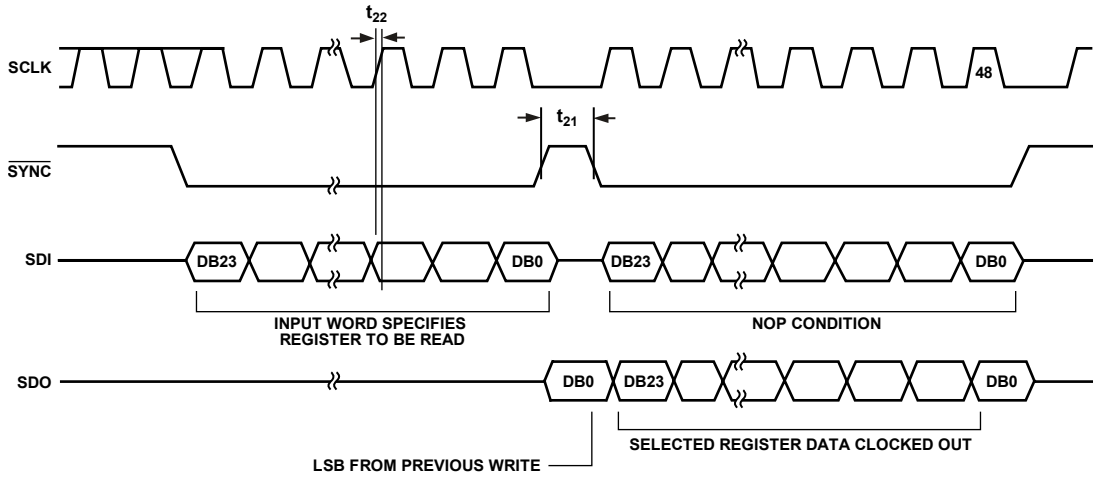 t22
SCLK
48
t21
SYNC
SDI
DB23
DB0
DB23
DB0
INPUT WORD SPECIFIES
REGISTER TO BE READ
NOP CONDITION
SDO
DB0
DB23
DB0
SELECTED REGISTER DATA CLOCKED OUT
LSB FROM PREVIOUS WRITE